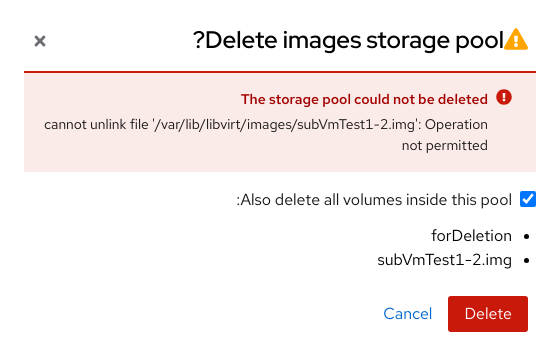 Delete images storage pool?
The storage pool could not be deleted
cannot unlink file '/var/lib/libvirt/images/subVmTest1-2.img': Operation
not permitted
Also delete all volumes inside this pool:
forDeletion
subVmTest1-2.img
Delete
Cancel